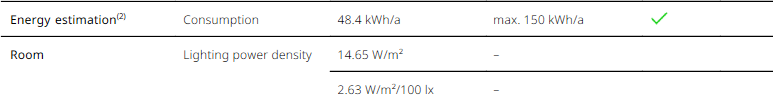 Energy estimation(2) Consumption 48.4 kWh/a max. 150 kWh/a ✓
Room Lighting power density 14.65 W/m² –
2.63 W/m²/100 lx –